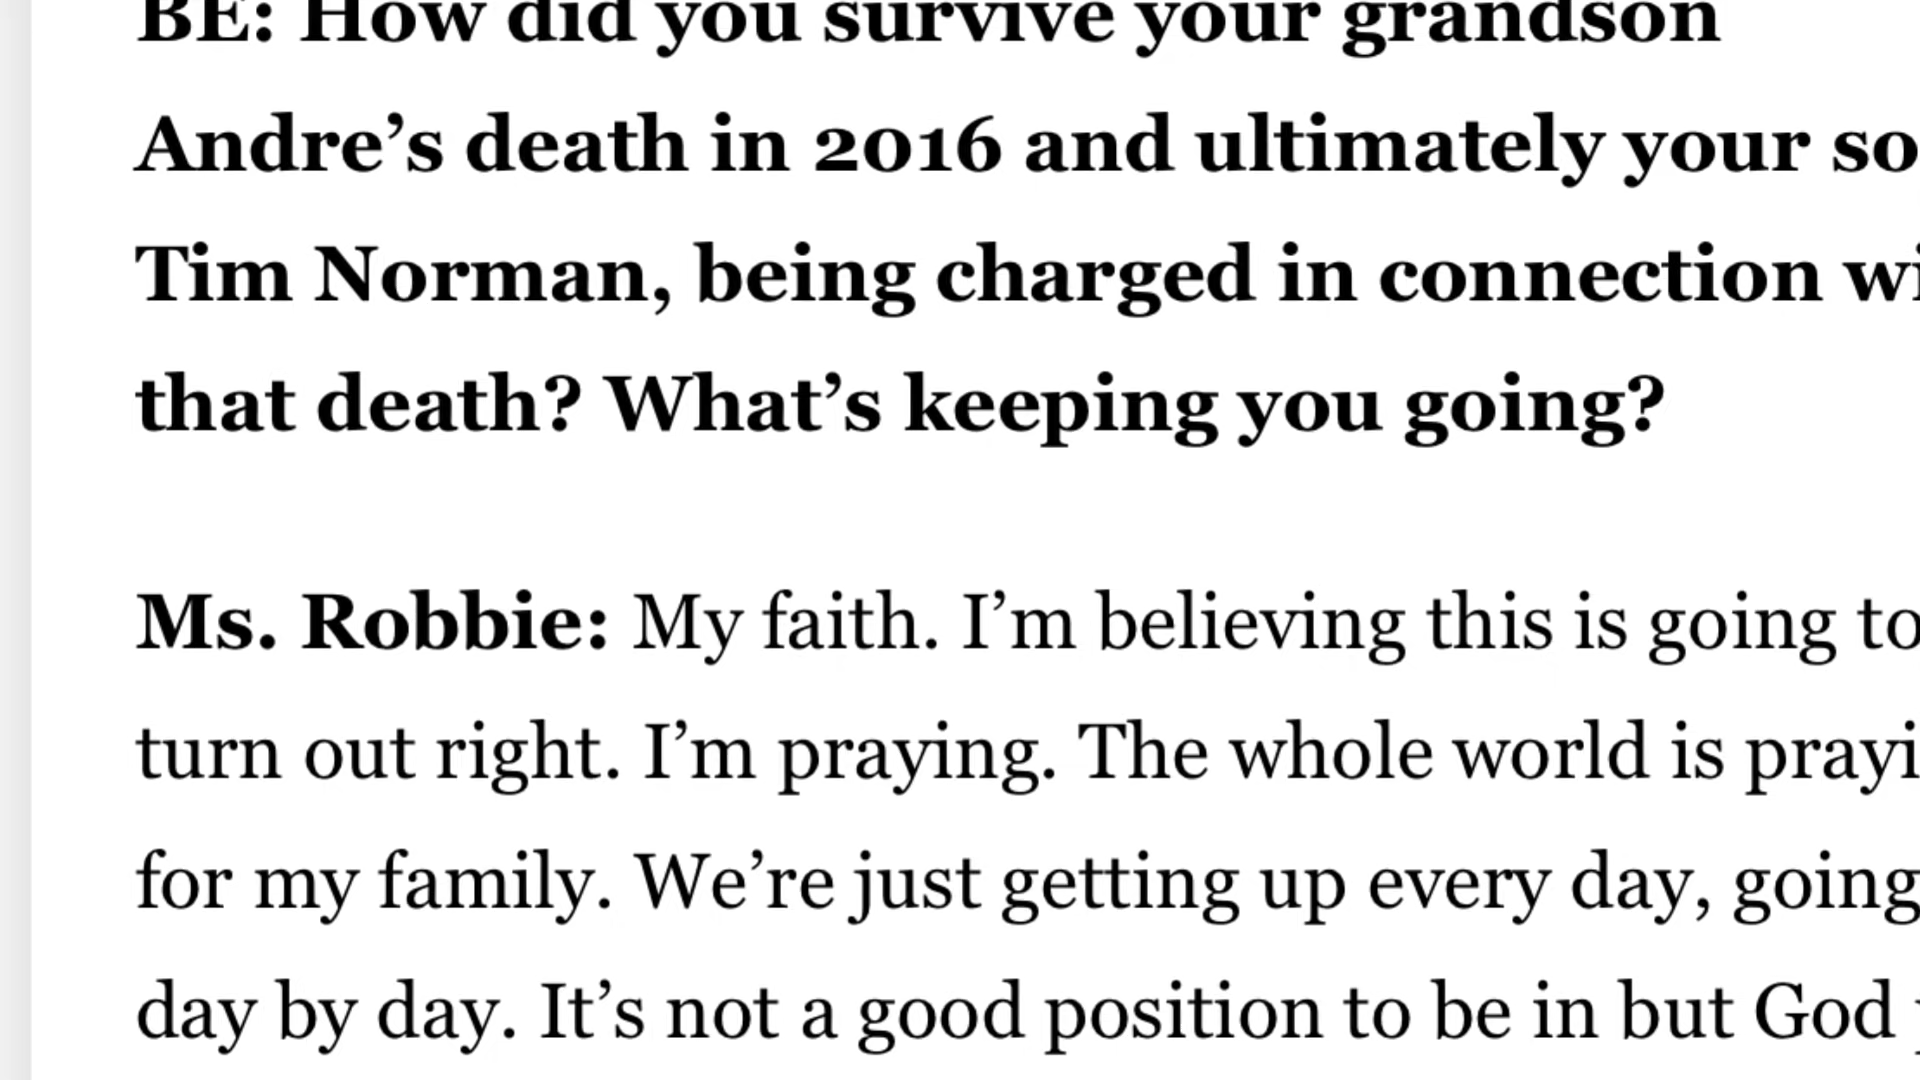 BE: How did you survive your grandson
Andre’s death in 2016 and ultimately your so
Tim Norman, being charged in connection wi
that death? What’s keeping you going?
Ms. Robbie: My faith. I’m believing this is going to
turn out right. I’m praying. The whole world is prayi
for my family. We’re just getting up every day, going
day by day. It’s not a good position to be in but God